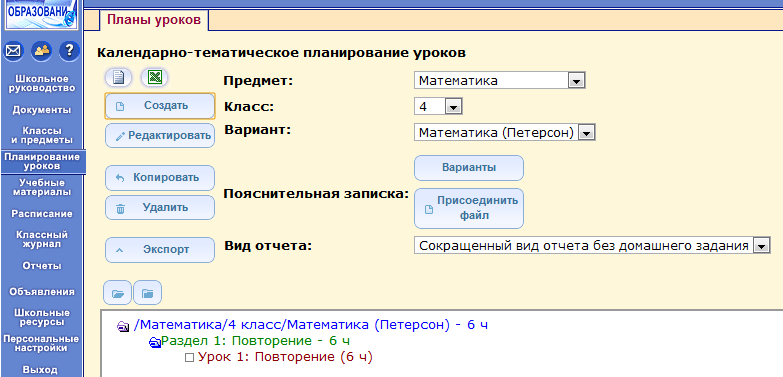 ОБРАЗОВАНИ
Школьное
руководство
Документы
Классы
и предметы
Планирование
уроков
Учебные
материалы
Расписание
Классный
журнал
Отчеты
Объявления
Школьные
ресурсы
Персональные
настройки
Выход
Планы уроков
Календарно-тематическое планирование уроков
Создать
Редактировать
Копировать
Удалить
Экспорт
Предмет:
Математика
Класс:
4
Вариант:
Математика (Петерсон)
Пояснительная записка:
Варианты
Присоединить
файл
Вид отчета:
Сокращенный вид отчета без домашнего задания
/Математика/4 класс/Математика (Петерсон) - 6 ч
Раздел 1: Повторение - 6 ч
Урок 1: Повторение (6 ч)